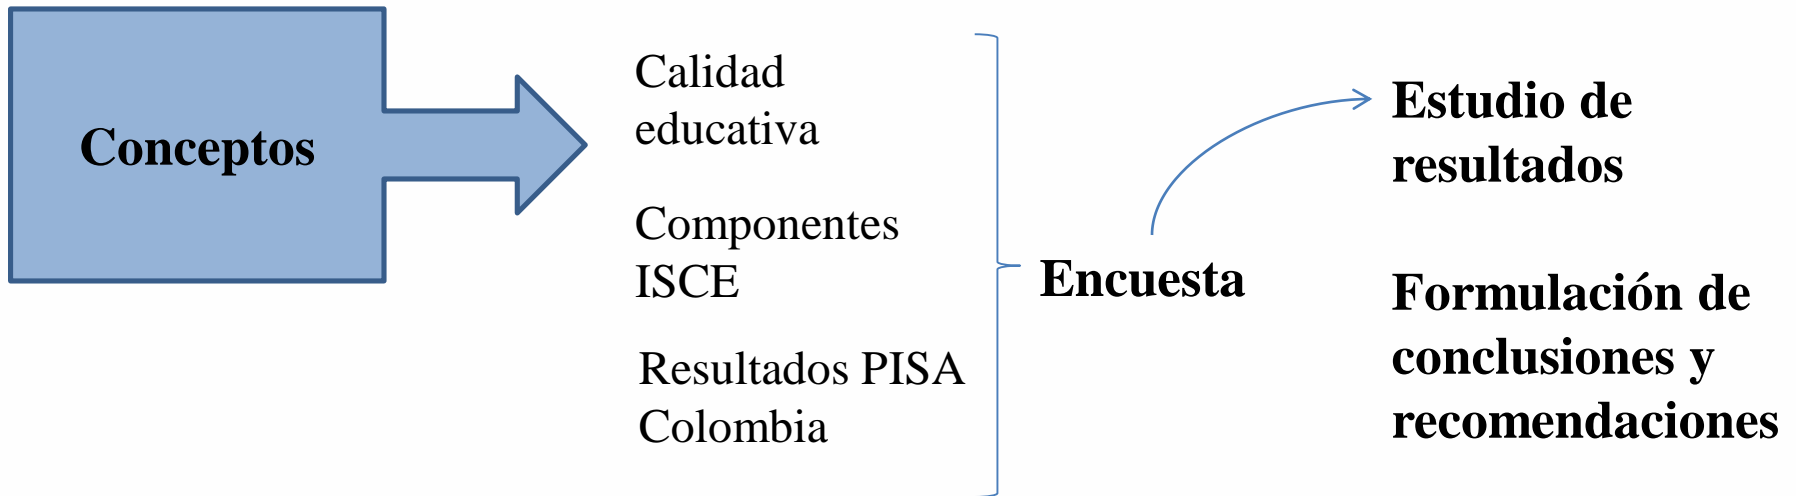 Conceptos
Calidad
educativa
Componentes
ISCE
Resultados PISA
Colombia
Encuesta
Estudio de
resultados
Formulación de
conclusiones y
recomendaciones